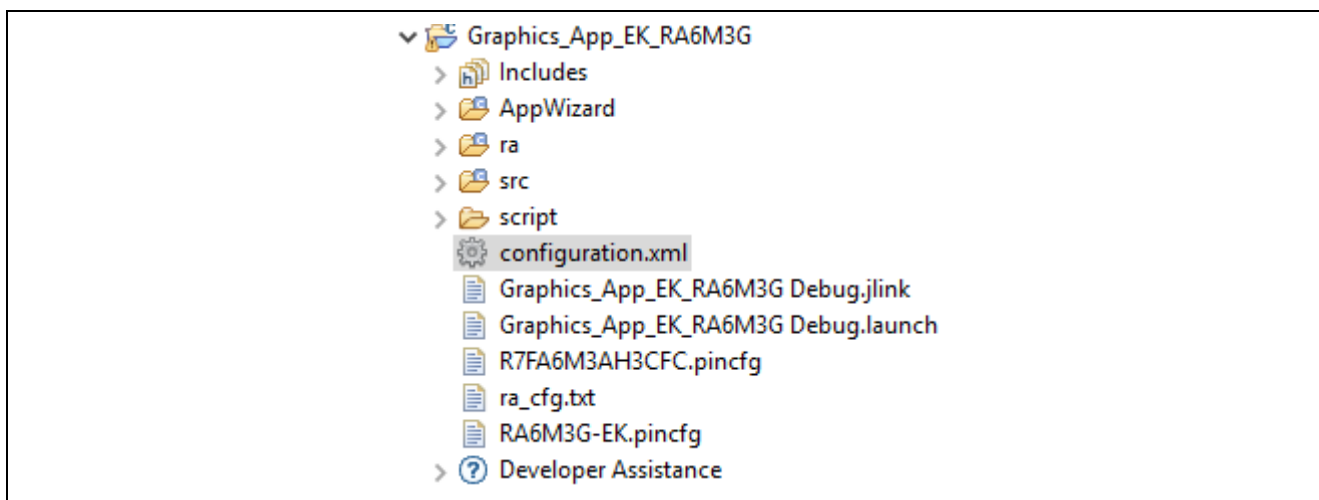 Graphics_App_EK_RA6M3G
Includes
AppWizard
ra
src
script
configuration.xml
Graphics_App_EK_RA6M3G Debug.jlink
Graphics_App_EK_RA6M3G Debug.launch
R7FA6M3AH3CFC.pincfg
ra_cfg.txt
RA6M3G-EK.pincfg
Developer Assistance